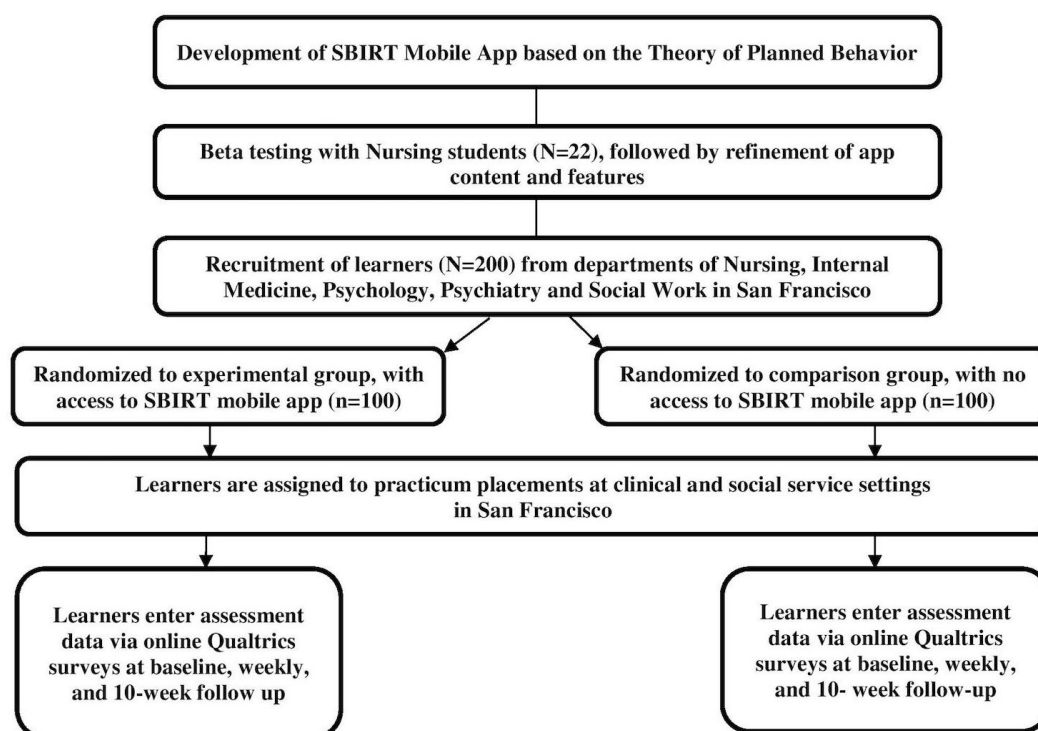 Development of SBIRT Mobile App based on the Theory of Planned Behavior
Beta testing with Nursing students (N=22), followed by refinement of app
content and features
Recruitment of learners (N=200) from departments of Nursing, Internal
Medicine, Psychology, Psychiatry and Social Work in San Francisco
Randomized to experimental group, with
access to SBIRT mobile app (n=100)
Randomized to comparison group, with no
access to SBIRT mobile app (n=100)
Learners are assigned to practicum placements at clinical and social service settings
in San Francisco
Learners enter assessment
data via online Qualtrics
surveys at baseline, weekly,
and 10-week follow up
Learners enter assessment
data via online Qualtrics
surveys at baseline, weekly,
and 10- week follow-up